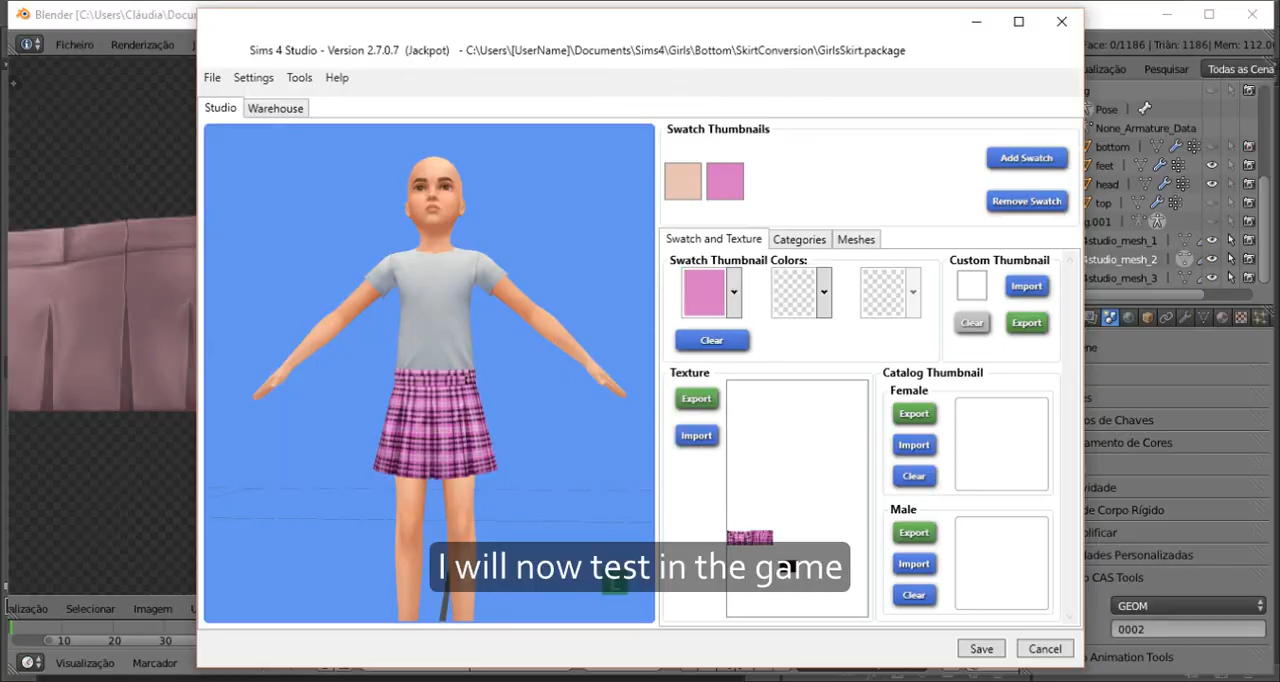 Blender [C:\Users\Cláudia\Docu
Sims 4 Studio - Version 2.7.0.7 (Jackpot) - C:\Users\[UserName]\Documents\Sims4\Girls\Bottom\SkirtConversion\GirlsSkirt.package
Ficheiro Renderização
ace: 0/1186 | Triân: 1186 | Mem: 112.0
File Settings Tools Help
ualização Pesquisar Todas as Cena
Studio Warehouse
Pose
None_Armature_Data
bottom
feet
head
top
g.001
4studio_mesh_1
4studio_mesh_2
4studio_mesh_3
Swatch Thumbnails
Add Swatch
Remove Swatch
Swatch and Texture Categories Meshes
Swatch Thumbnail Colors:
Clear
Custom Thumbnail
Import
Clear Export
Texture
Export
Import
Catalog Thumbnail
Female
Export
Import
Clear
Male
Export
Import
Clear
I will now test in the game
Save Cancel
ne
es
os de Chaves
amento de Cores
vidade
de Corpo Rígido
plificar
dades Personalizadas
o CAS Tools
GEOM
0002
Animation Tools
alização Selecionar Imagem
10 20 30
Visualização Marcador